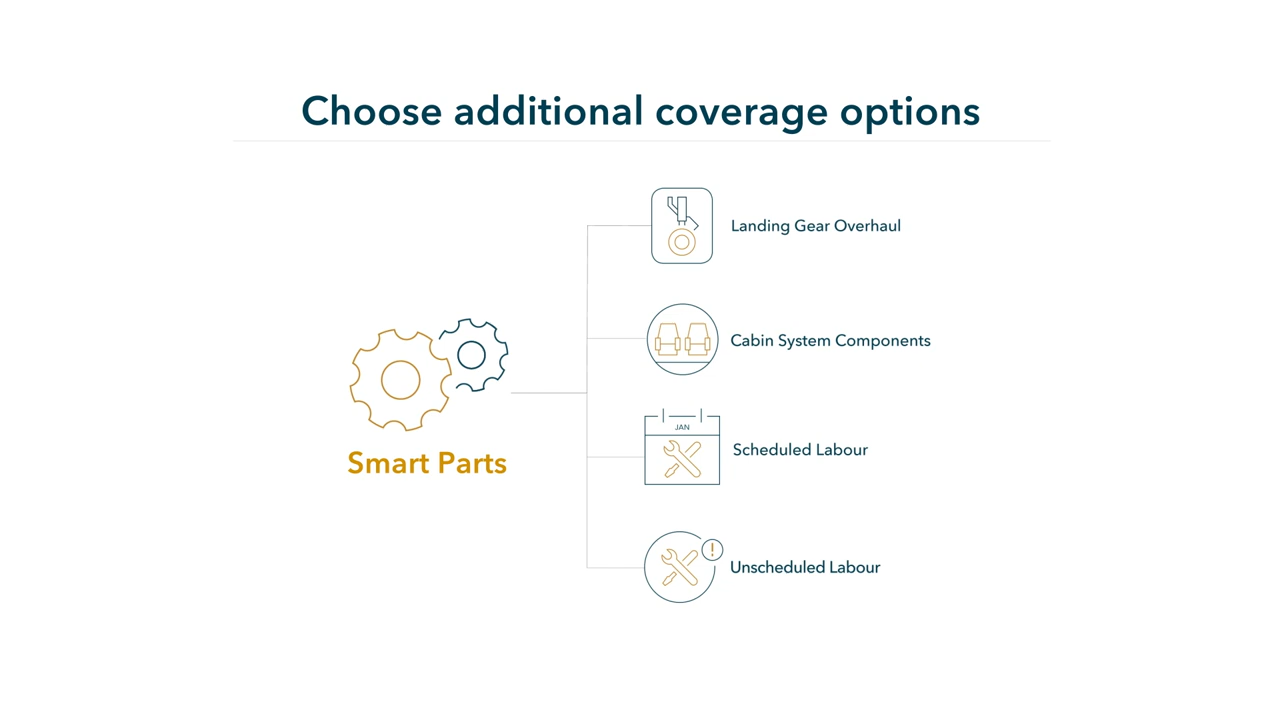 Choose additional coverage options
Landing Gear Overhaul
Cabin System Components
JAN
Scheduled Labour
Smart Parts
!
Unscheduled Labour